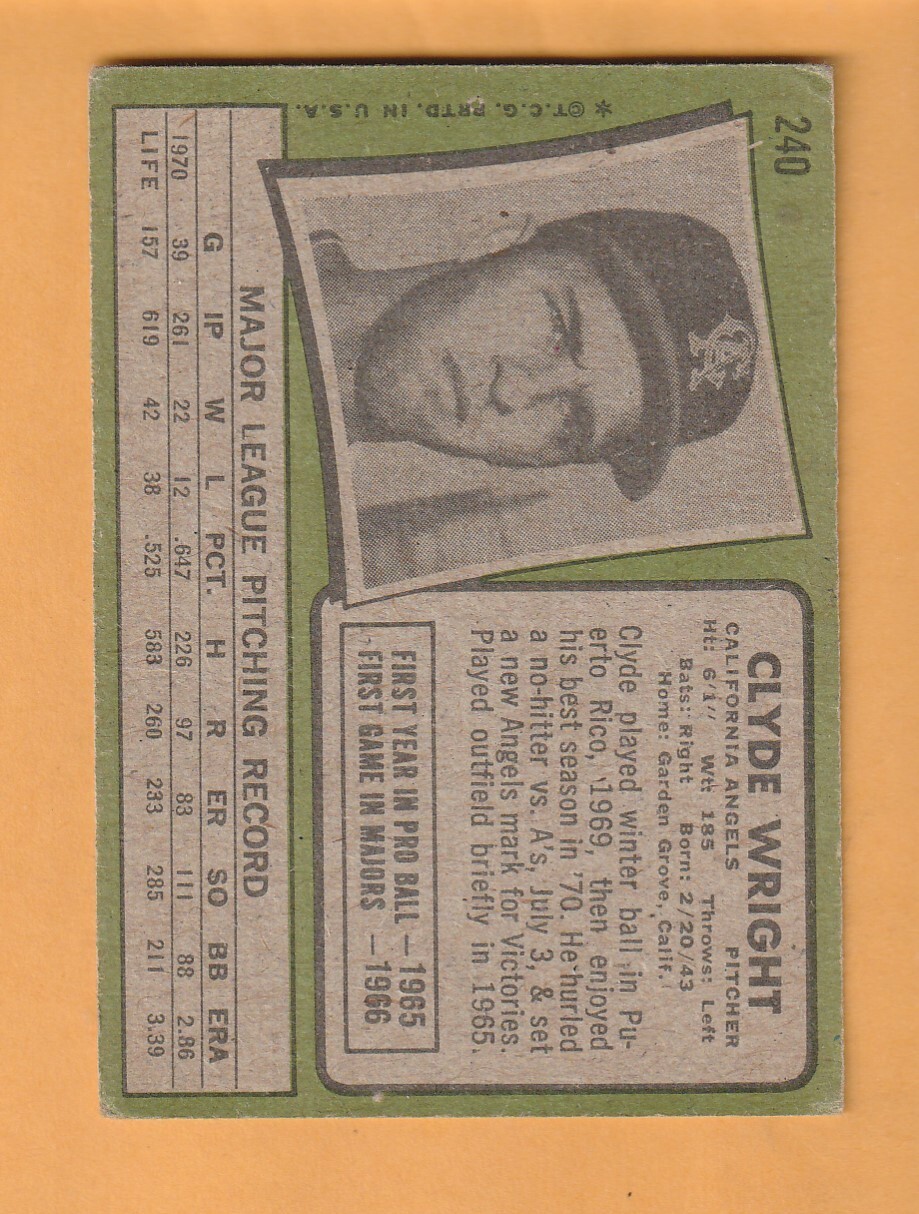 240
*©T.C.G. PRTD. IN U.S.A.
CLYDE WRIGHT
CALIFORNIA ANGELS PITCHER
Ht: 6'1" Wt: 185 Throws: Left
Bats: Right Born: 2/20/43
Home: Garden Grove, Calif.
Clyde played winter ball in Pu-
erto Rico, 1969, then enjoyed
his best season in '70. He hurled
a no-hitter vs. A's, July 3, & set
a new Angels mark for Victories.
Played outfield briefly in 1965.
FIRST YEAR IN PRO BALL — 1965
FIRST GAME IN MAJORS — 1966
MAJOR LEAGUE PITCHING RECORD
G IP W L PCT. H R ER SO BB ERA
1970 39 261 22 12 .647 226 97 83 111 88 2.86
LIFE 157 619 42 38 .525 583 260 233 285 211 3.39
CA